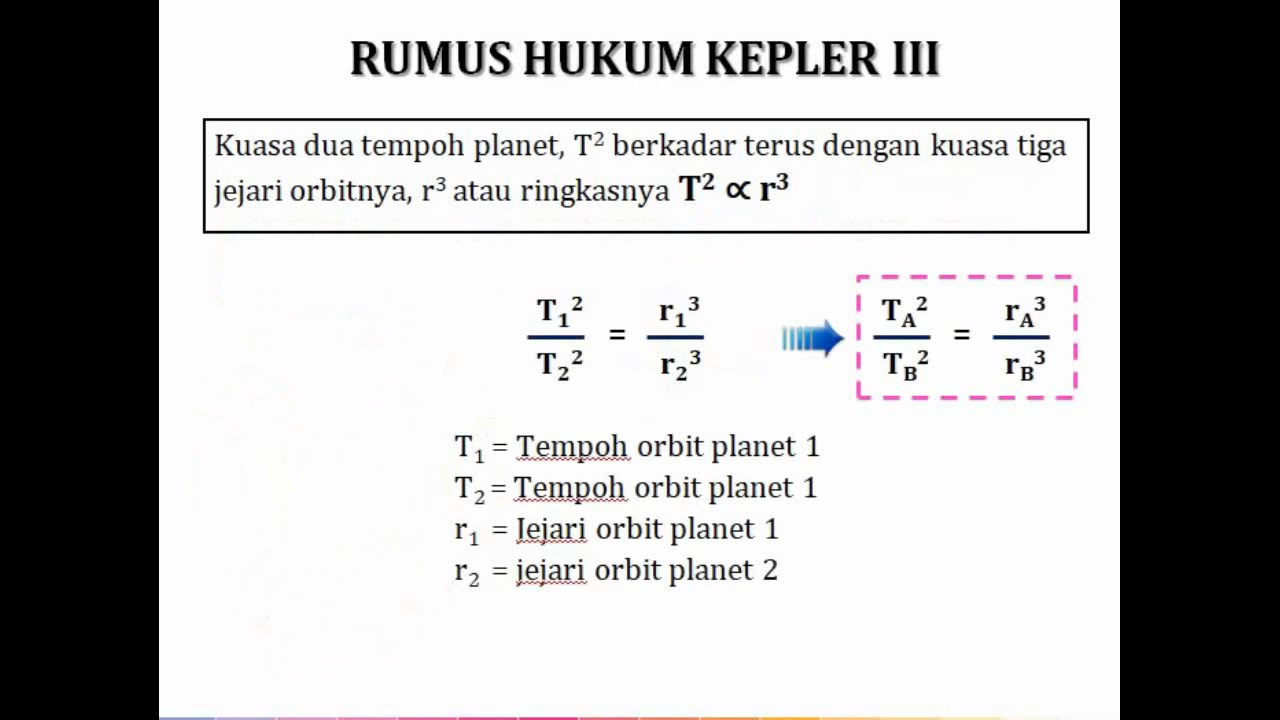 RUMUS HUKUM KEPLER III
Kuasa dua tempoh planet, T² berkadar terus dengan kuasa tiga
jejari orbitnya, r³ atau ringkasnya T² ∝ r³
T₁² / T₂² = r₁³ / r₂³
T_A² / T_B² = r_A³ / r_B³
T₁ = Tempoh orbit planet 1
T₂ = Tempoh orbit planet 1
r₁ = Jejari orbit planet 1
r₂ = jejari orbit planet 2